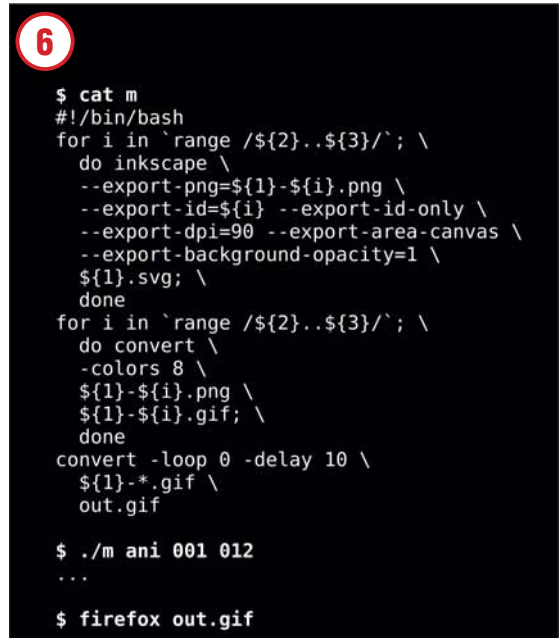 6
$ cat m
#!/bin/bash
for i in `range /${2}..${3}/`; \
  do inkscape \
  --export-png=${1}-${i}.png \
  --export-id=${i} --export-id-only \
  --export-dpi=90 --export-area-canvas \
  --export-background-opacity=1 \
  ${1}.svg; \
  done
for i in `range /${2}..${3}/`; \
  do convert \
  -colors 8 \
  ${1}-${i}.png \
  ${1}-${i}.gif; \
  done
convert -loop 0 -delay 10 \
  ${1}-*.gif \
  out.gif
$ ./m ani 001 012
...
$ firefox out.gif